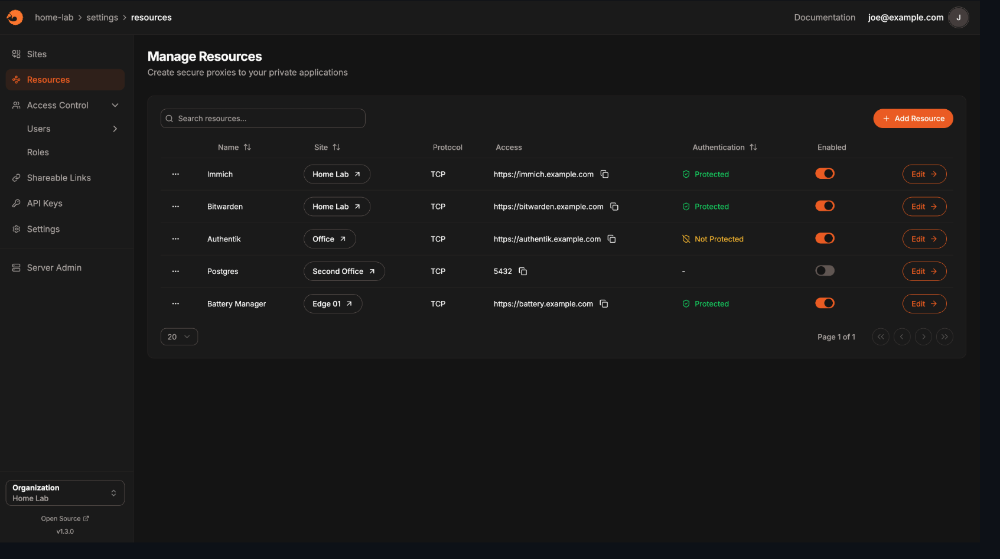 home-lab > settings > resources
Documentation
joe@example.com
J
Sites
Resources
Access Control
Users
Roles
Shareable Links
API Keys
Settings
Server Admin
Organization
Home Lab
Open Source
v1.3.0
Manage Resources
Create secure proxies to your private applications
Search resources...
+ Add Resource
Name Site Protocol Access Authentication Enabled
··· Immich Home Lab TCP https://immich.example.com Protected Edit
··· Bitwarden Home Lab TCP https://bitwarden.example.com Protected Edit
··· Authentik Office TCP https://authentik.example.com Not Protected Edit
··· Postgres Second Office TCP 5432 - Edit
··· Battery Manager Edge 01 TCP https://battery.example.com Protected Edit
20
Page 1 of 1